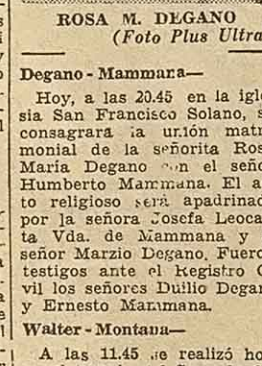 ROSA M. DEGANO
(Foto Plus Ultra
Degano - Mammana—
Hoy, a las 20.45 en la igle
sia San Francisco Solano, s
consagrará la unión matr
monial de la señorita Ros
María Degano con el seño
Humberto Mammana. El a
to religioso será apadrinad
por la señora Josefa Leoca
ta Vda. de Mammana y
señor Marzio Degano. Fuero
testigos ante el Registro C
vil los señores Duilio Degan
y Ernesto Mammana.
Walter - Montana—
A las 11.45 se realizó ho